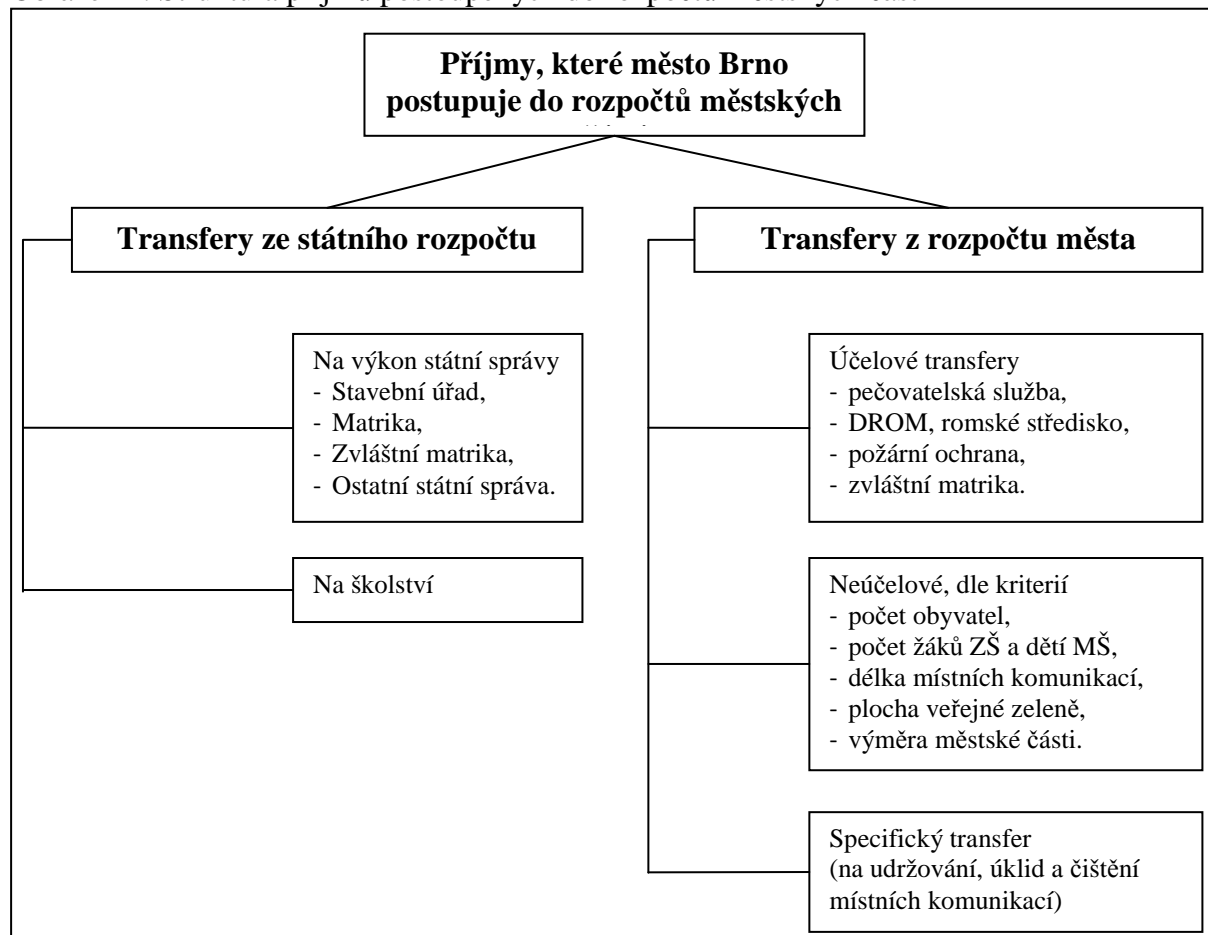 Příjmy, které město Brno
postupuje do rozpočtů městských
Transfery ze státního rozpočtu
Transfery z rozpočtu města
Na výkon státní správy
- Stavební úřad,
- Matrika,
- Zvláštní matrika,
- Ostatní státní správa.
Na školství
Účelové transfery
- pečovatelská služba,
- DROM, romské středisko,
- požární ochrana,
- zvláštní matrika.
Neúčelové, dle kriterií
- počet obyvatel,
- počet žáků ZŠ a dětí MŠ,
- délka místních komunikací,
- plocha veřejné zeleně,
- výměra městské části.
Specifický transfer
(na udržování, úklid a čištění
místních komunikací)